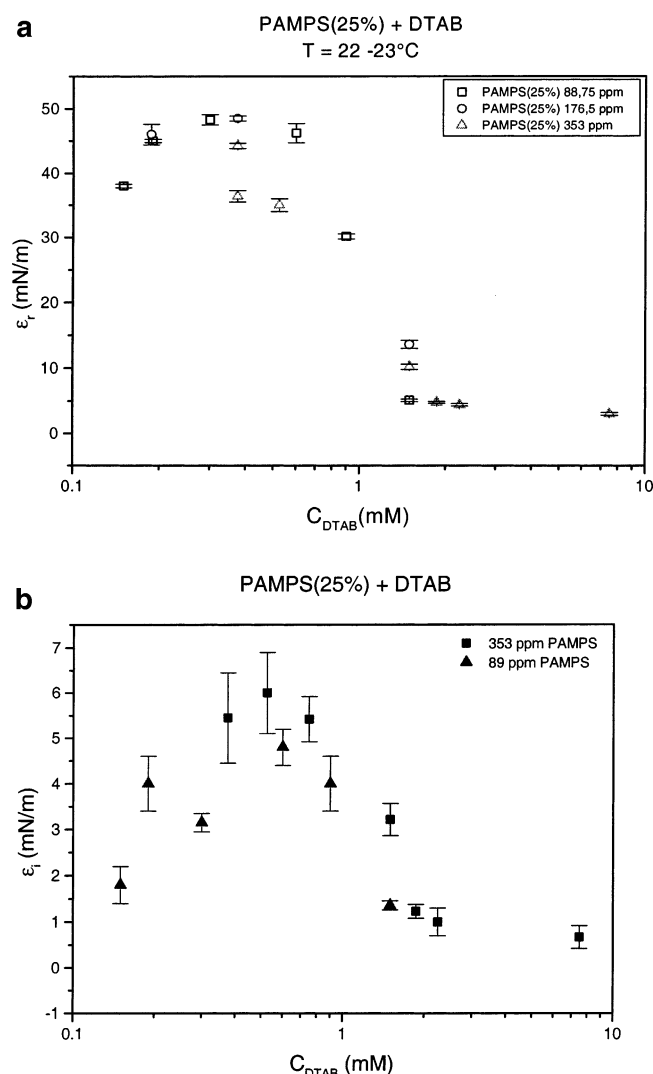 a
PAMPS(25%) + DTAB
T = 22 -23°C
PAMPS(25%) 88,75 ppm
PAMPS(25%) 176,5 ppm
PAMPS(25%) 353 ppm
50
40
30
20
10
0
εr (mN/m)
0.1
1
10
CDTAB(mM)
b
PAMPS(25%) + DTAB
353 ppm PAMPS
89 ppm PAMPS
7
6
5
4
3
2
1
0
-1
εi (mN/m)
0.1
1
10
CDTAB (mM)